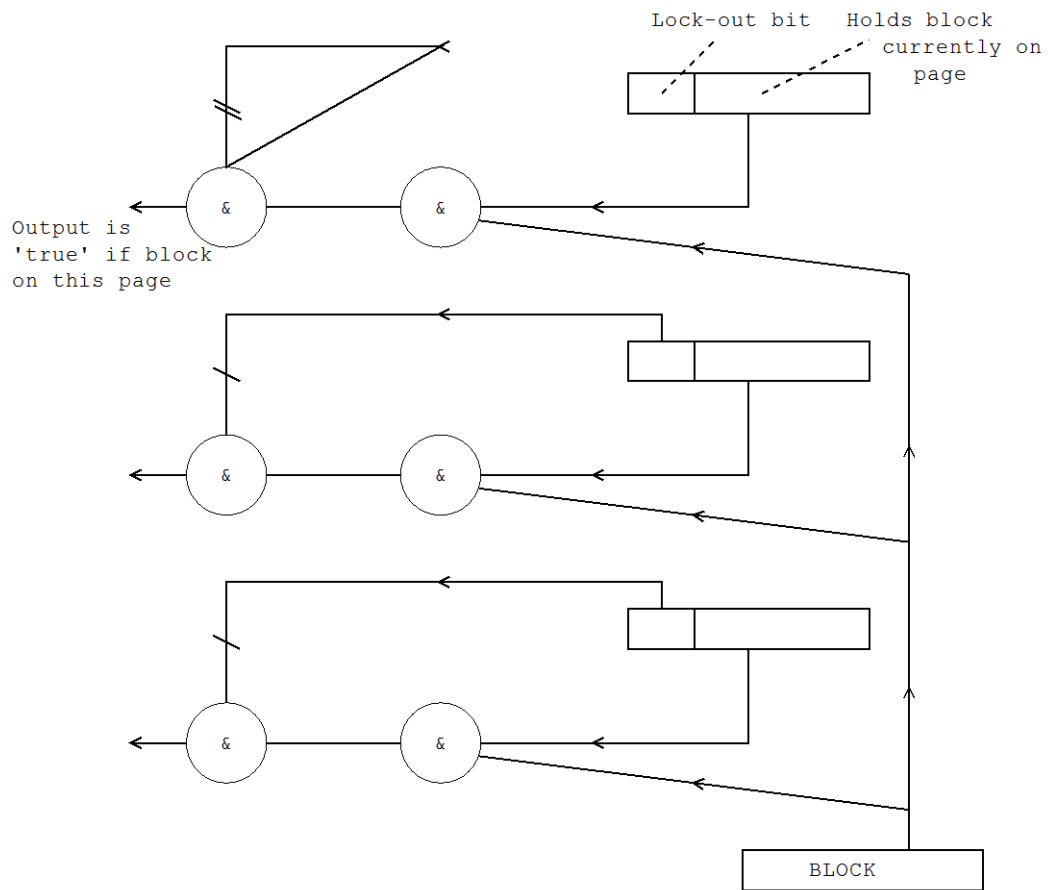 Lock-out bit
Holds block
currently on
page
&
&
Output is
'true' if block
on this page
&
&
&
&
BLOCK